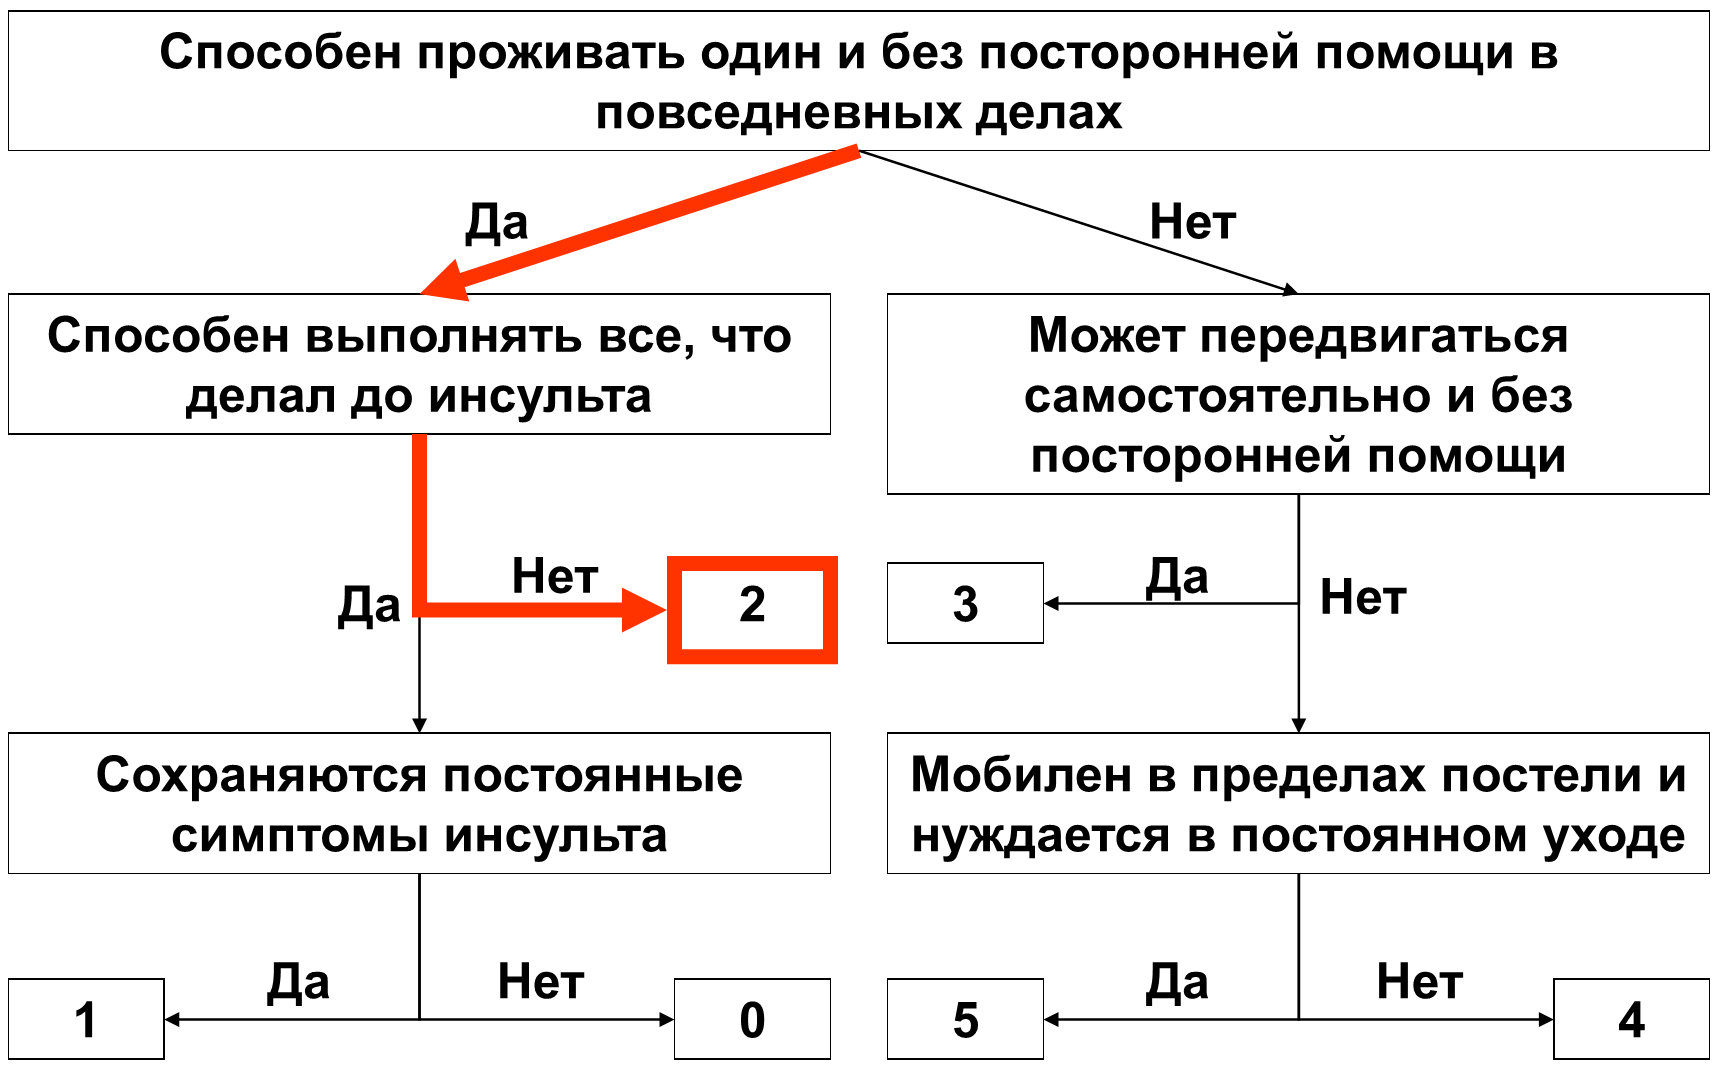 Способен проживать один и без посторонней помощи в
повседневных делах
Да
Нет
Способен выполнять все, что
делал до инсульта
Может передвигаться
самостоятельно и без
посторонней помощи
Да
Нет
2
3
Да
Нет
Сохраняются постоянные
симптомы инсульта
Мобилен в пределах постели и
нуждается в постоянном уходе
1
Да
Нет
0
5
Да
Нет
4